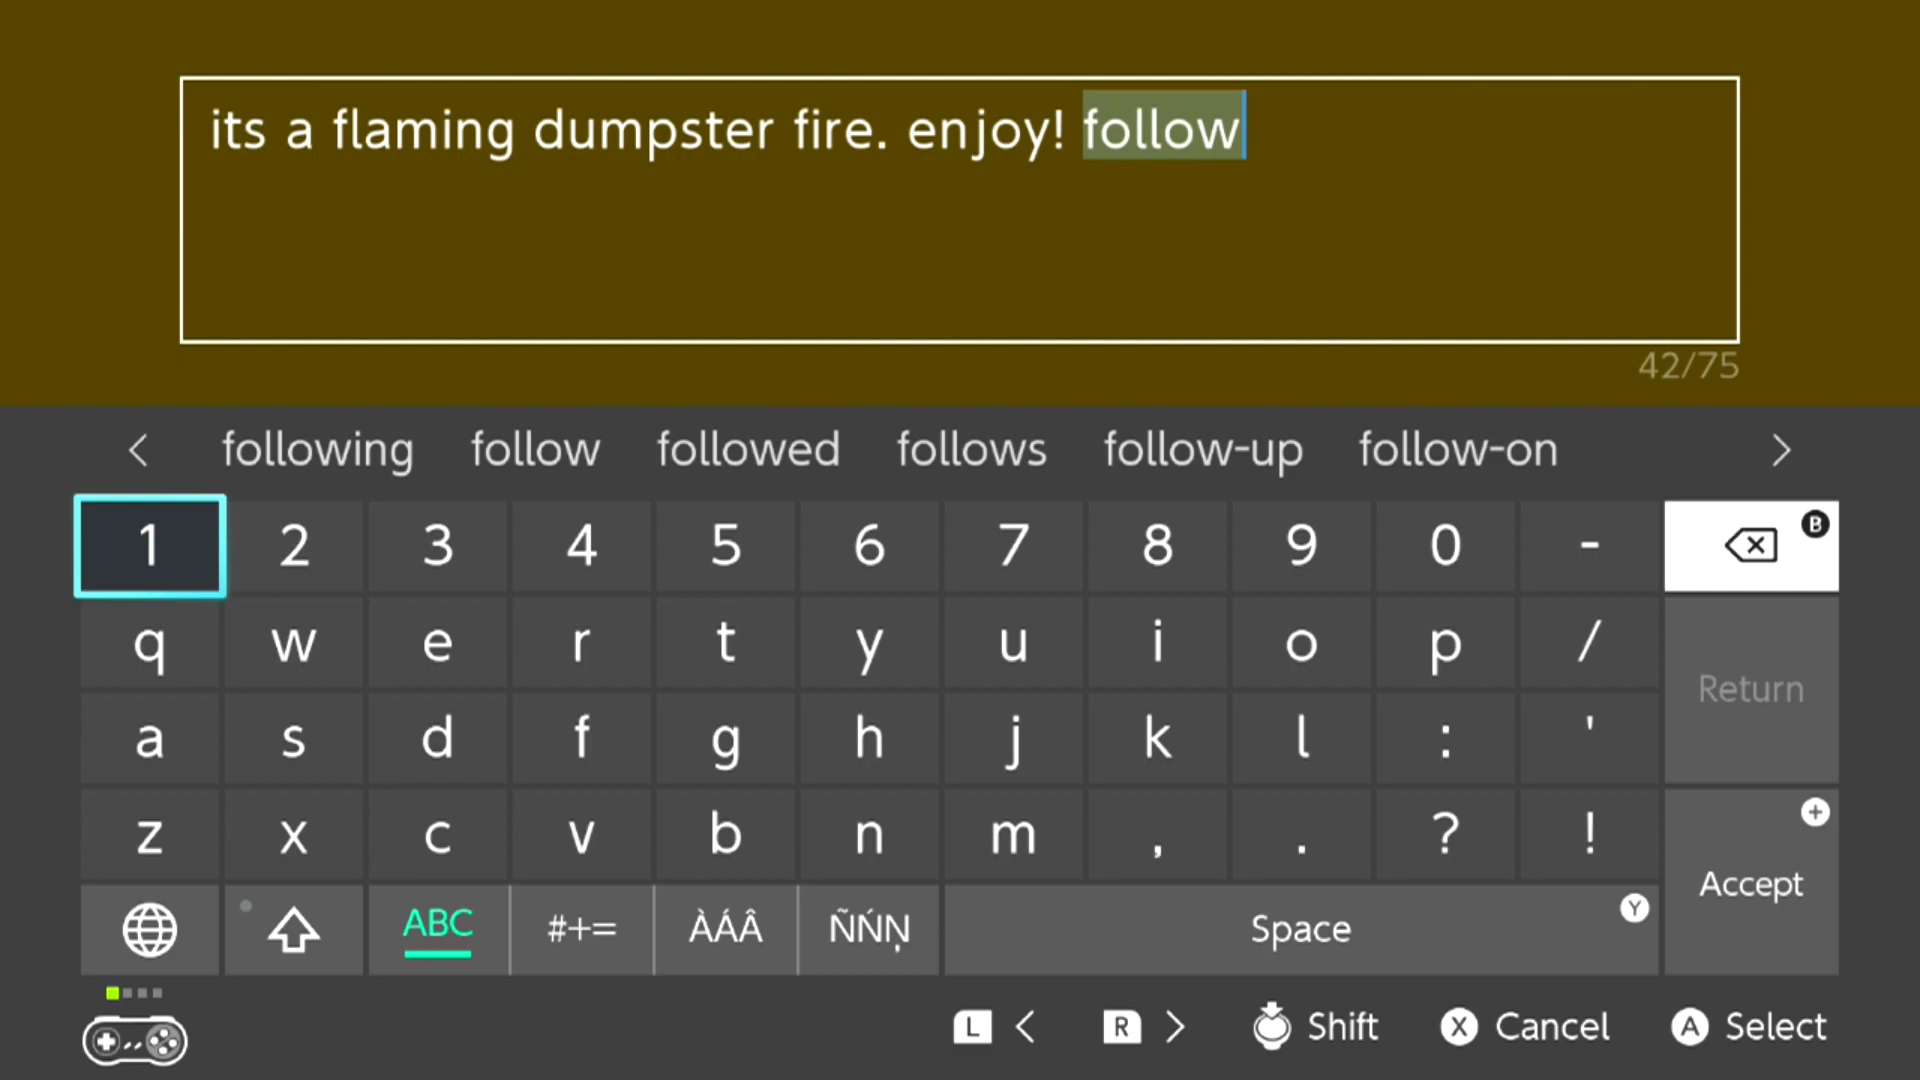 its a flaming dumpster fire. enjoy! follow
42/75
following follow followed follows follow-up follow-on
1 2 3 4 5 6 7 8 9 0 - B
q w e r t y u i o p /
Return
a s d f g h j k l : '
z x c v b n m , . ? ! +
Accept
ABC #+= ÀÁÂ ÑŃŅ Space Y
L < R > Shift X Cancel A Select